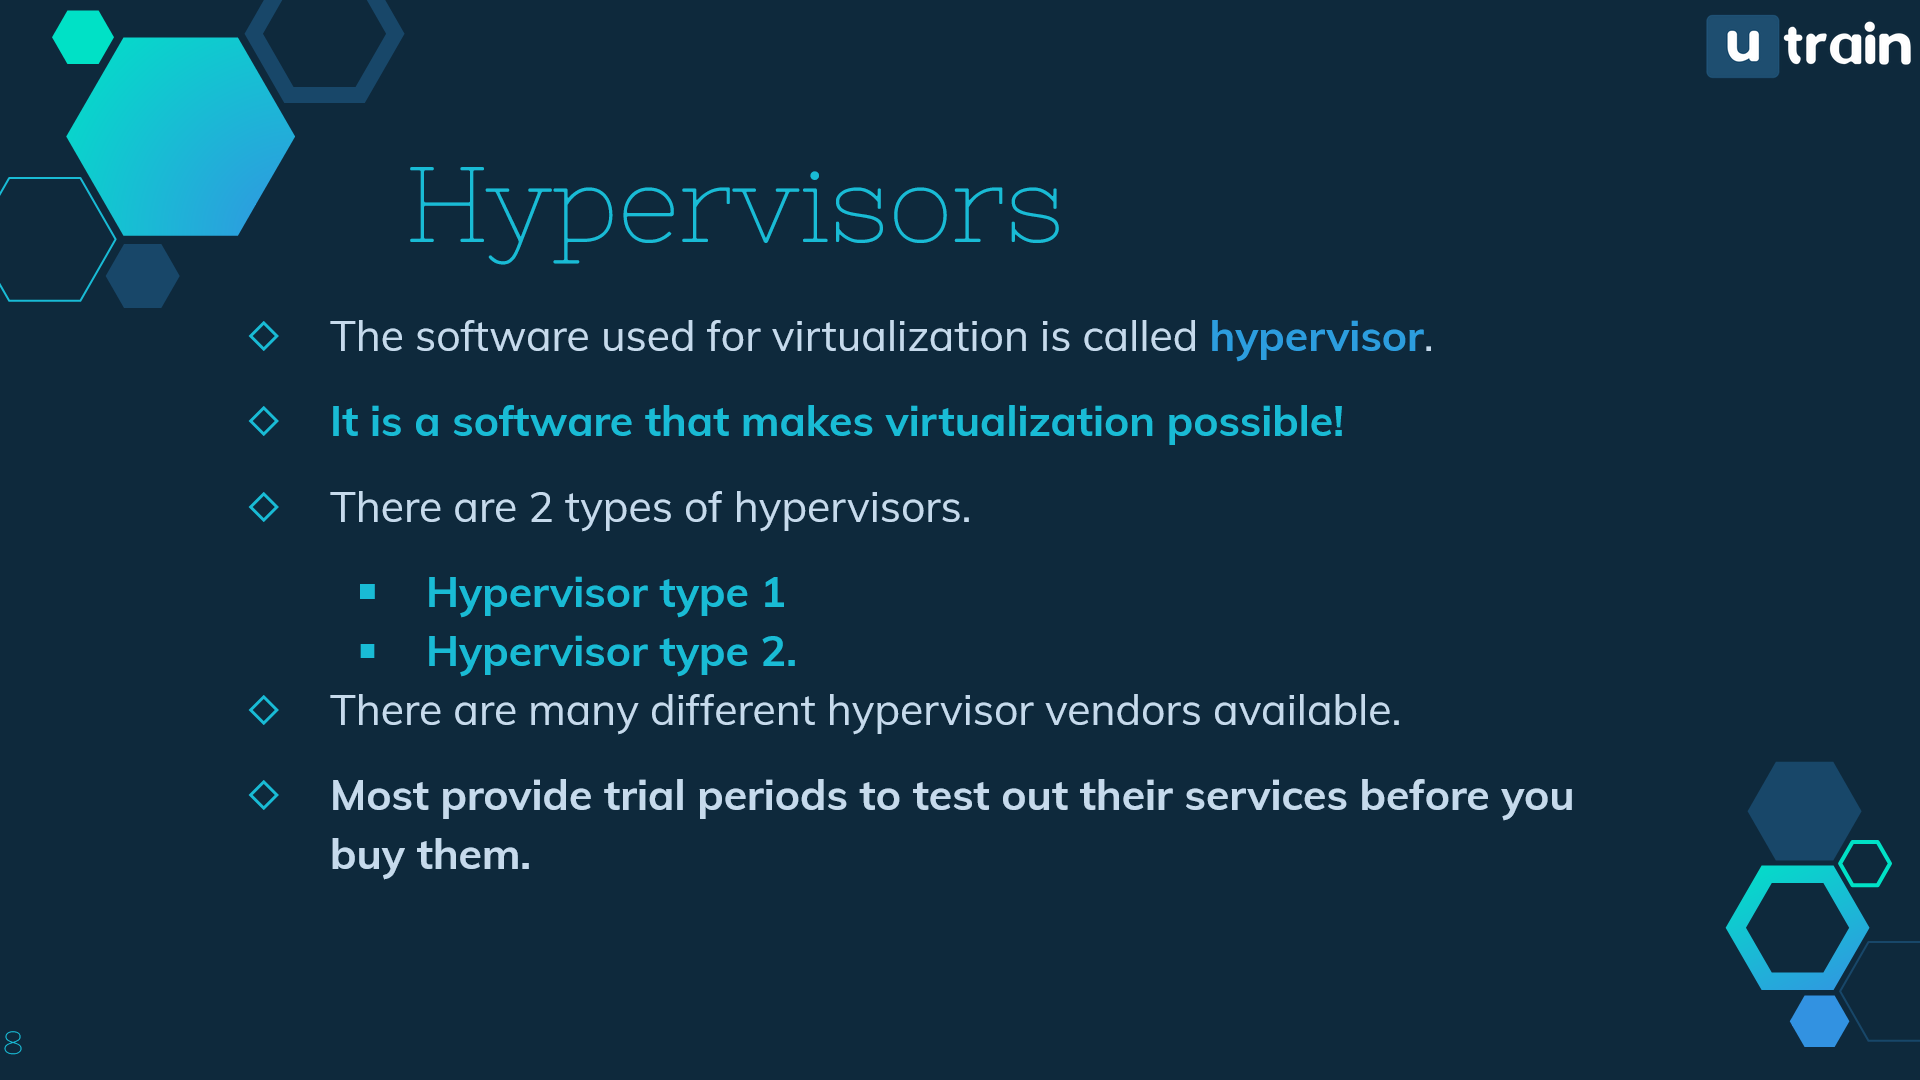 u train
Hypervisors
The software used for virtualization is called hypervisor.
It is a software that makes virtualization possible!
There are 2 types of hypervisors.
Hypervisor type 1
Hypervisor type 2.
There are many different hypervisor vendors available.
Most provide trial periods to test out their services before you
buy them.
8